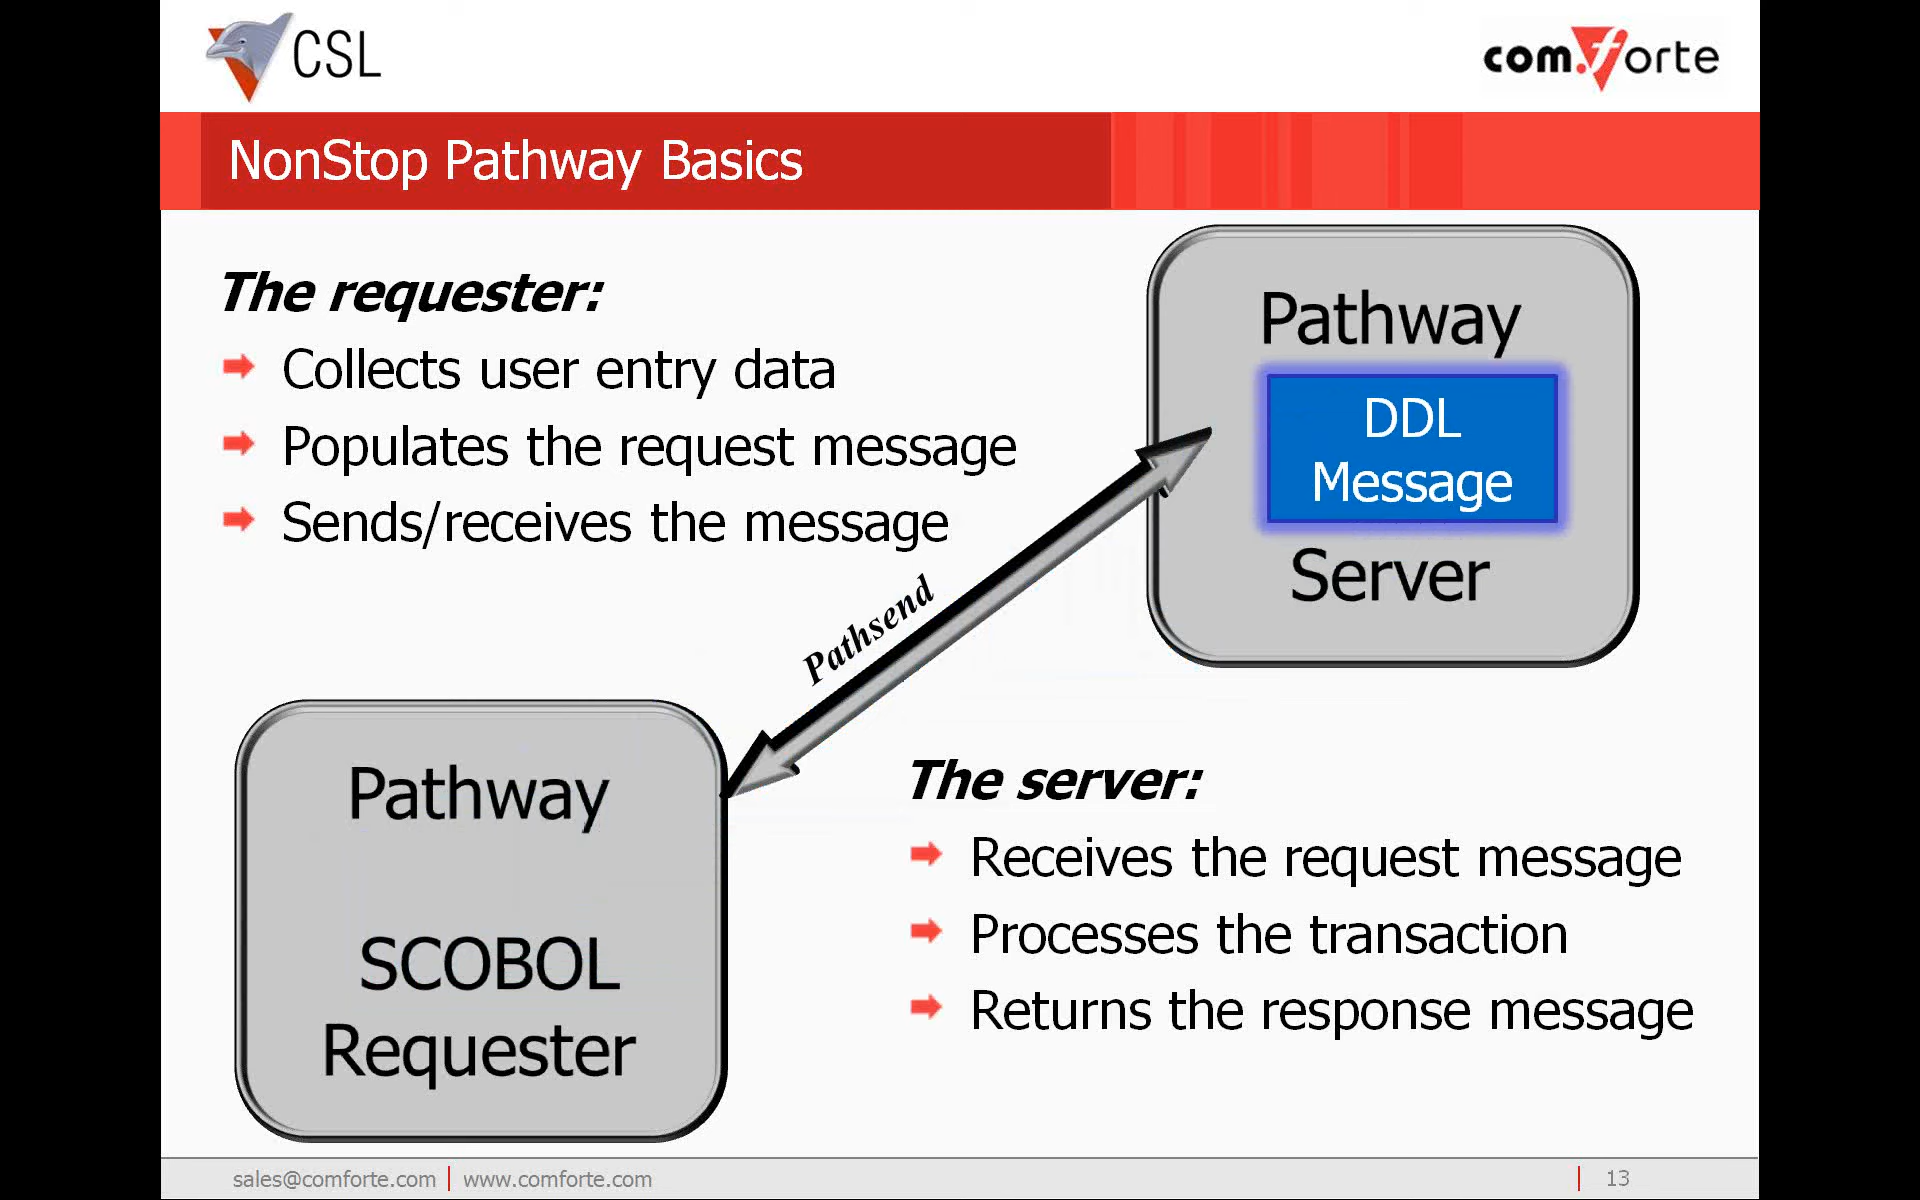 CSL
com.forte
NonStop Pathway Basics
The requester:
Collects user entry data
Populates the request message
Sends/receives the message
Pathway
DDL
Message
Server
Pathsend
Pathway
SCOBOL
Requester
The server:
Receives the request message
Processes the transaction
Returns the response message
sales@comforte.com | www.comforte.com
| 13